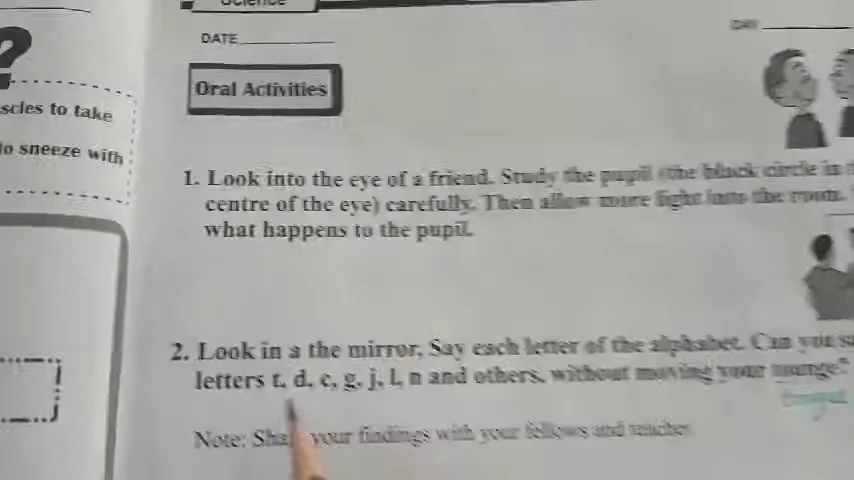 Science
DATE
DAY
Oral Activities
scles to take
to sneeze with
1. Look into the eye of a friend. Study the pupil (the black circle in
centre of the eye) carefully. Then allow more light into the room.
what happens to the pupil.
2. Look in a the mirror, Say each letter of the alphabet. Can you
letters t, d, c, g, j, l, n and others, without moving your
Note: your findings with your fellows and teacher.